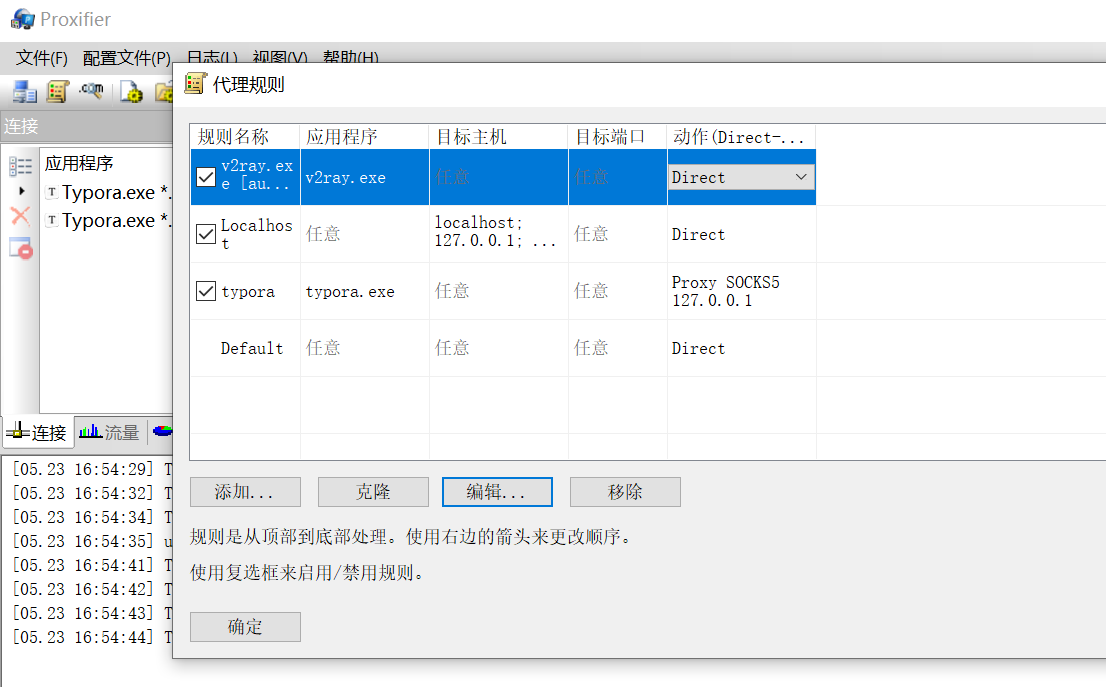 Proxifier
文件(F) 配置文件(P) 日志(L) 视图(V) 帮助(H)
代理规则
连接
应用程序
Typora.exe *.
Typora.exe *.
规则名称 应用程序 目标主机 目标端口 动作(Direct-...
v2ray.ex
e [au... v2ray.exe 任意 任意 Direct
Localhos
t 任意 localhost;
127.0.0.1; ... 任意 Direct
typora typora.exe 任意 任意 Proxy SOCKS5
127.0.0.1
Default 任意 任意 任意 Direct
连接 流量
[05.23 16:54:29] T
[05.23 16:54:32] T
[05.23 16:54:34] T
[05.23 16:54:35] u
[05.23 16:54:41] T
[05.23 16:54:42] T
[05.23 16:54:43] T
[05.23 16:54:44] T
添加... 克隆 编辑... 移除
规则是从顶部到底部处理。使用右边的箭头来更改顺序。
使用复选框来启用/禁用规则。
确定